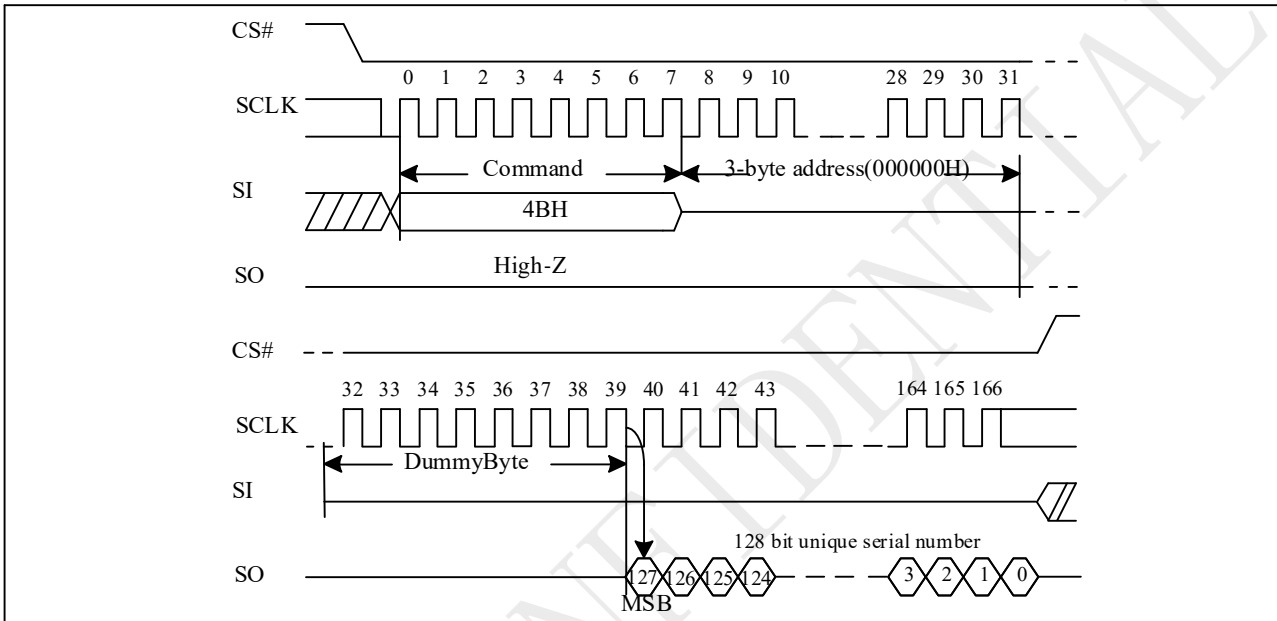 CS#
0 1 2 3 4 5 6 7 8 9 10 28 29 30 31
SCLK
Command 3-byte address(000000H)
SI
4BH
High-Z
SO
CS#
32 33 34 35 36 37 38 39 40 41 42 43 164 165 166
SCLK
DummyByte
SI
128 bit unique serial number
SO 127 126 125 124 3 2 1 0
MSB